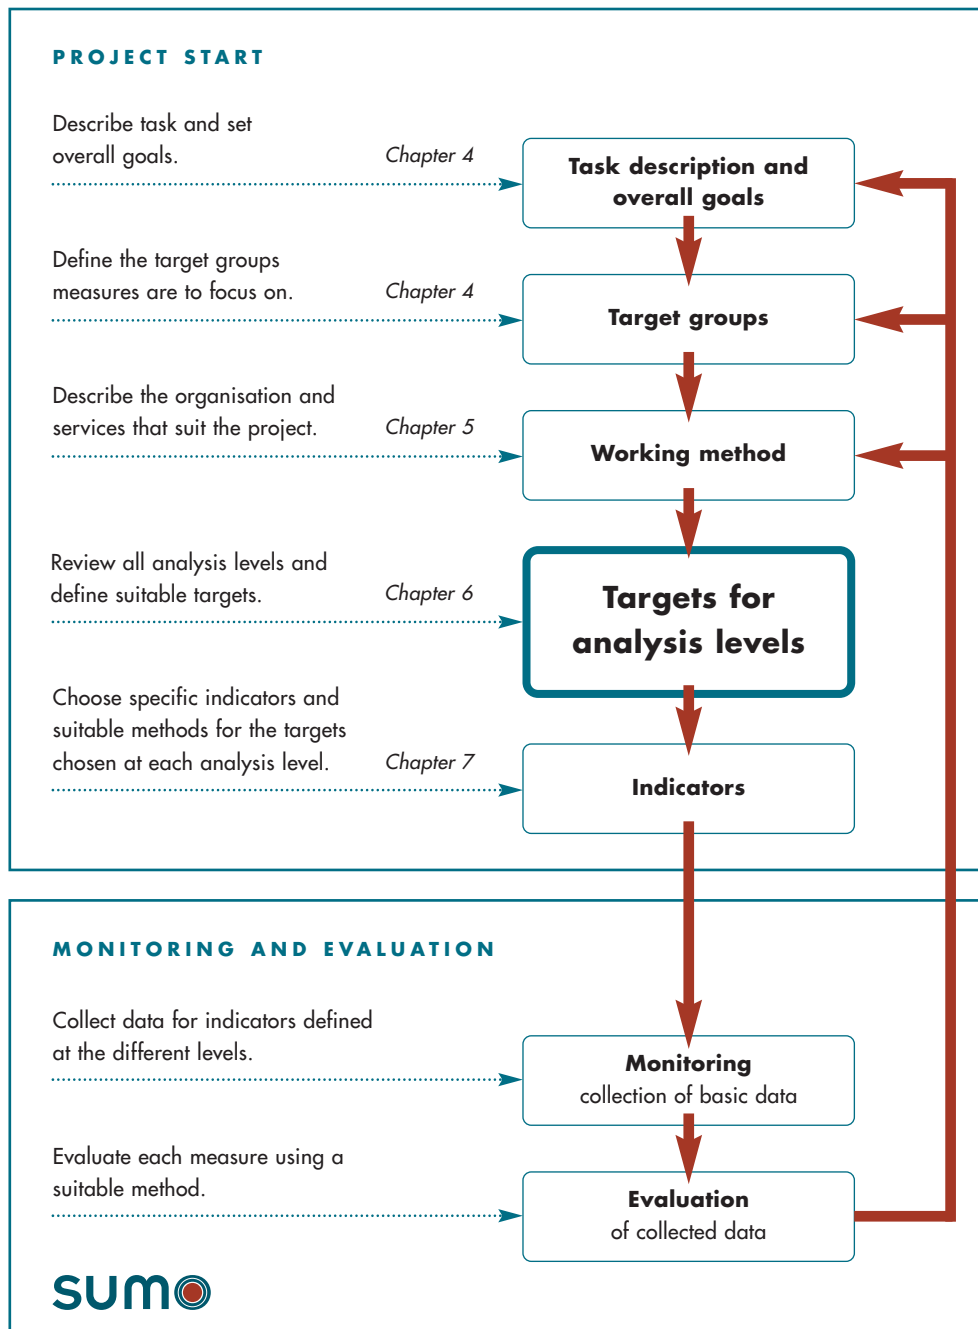 PROJECT START
Describe task and set
overall goals.
Chapter 4
Task description and
overall goals
Define the target groups
measures are to focus on.
Chapter 4
Target groups
Describe the organisation and
services that suit the project.
Chapter 5
Working method
Review all analysis levels and
define suitable targets.
Chapter 6
Targets for
analysis levels
Choose specific indicators and
suitable methods for the targets
chosen at each analysis level.
Chapter 7
Indicators
MONITORING AND EVALUATION
Collect data for indicators defined
at the different levels.
Monitoring
collection of basic data
Evaluate each measure using a
suitable method.
Evaluation
of collected data
sumo